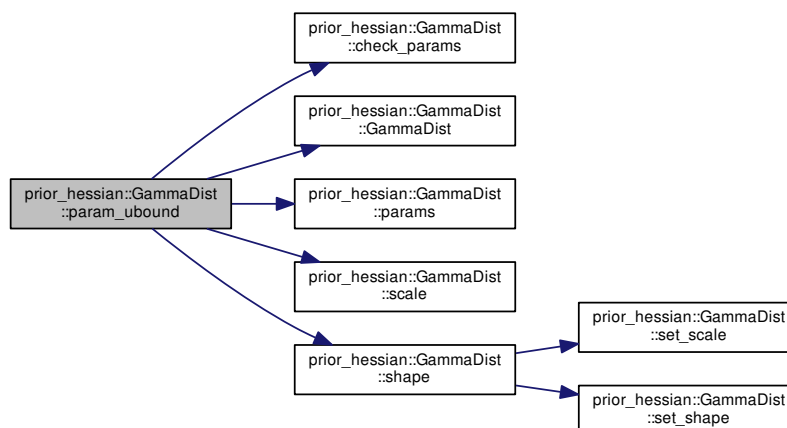 prior_hessian::GammaDist
::check_params
prior_hessian::GammaDist
::GammaDist
prior_hessian::GammaDist
::param_ubound
prior_hessian::GammaDist
::params
prior_hessian::GammaDist
::scale
prior_hessian::GammaDist
::shape
prior_hessian::GammaDist
::set_scale
prior_hessian::GammaDist
::set_shape